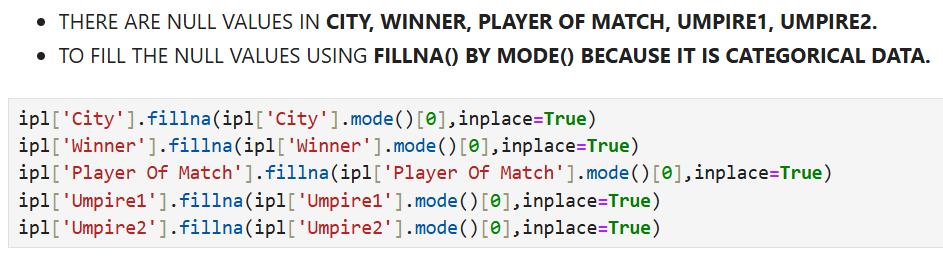 • THERE ARE NULL VALUES IN CITY, WINNER, PLAYER OF MATCH, UMPIRE1, UMPIRE2.
• TO FILL THE NULL VALUES USING FILLNA() BY MODE() BECAUSE IT IS CATEGORICAL DATA.
ipl['City'].fillna(ipl['City'].mode()[0],inplace=True)
ipl['Winner'].fillna(ipl['Winner'].mode()[0],inplace=True)
ipl['Player Of Match'].fillna(ipl['Player Of Match'].mode()[0],inplace=True)
ipl['Umpire1'].fillna(ipl['Umpire1'].mode()[0],inplace=True)
ipl['Umpire2'].fillna(ipl['Umpire2'].mode()[0],inplace=True)